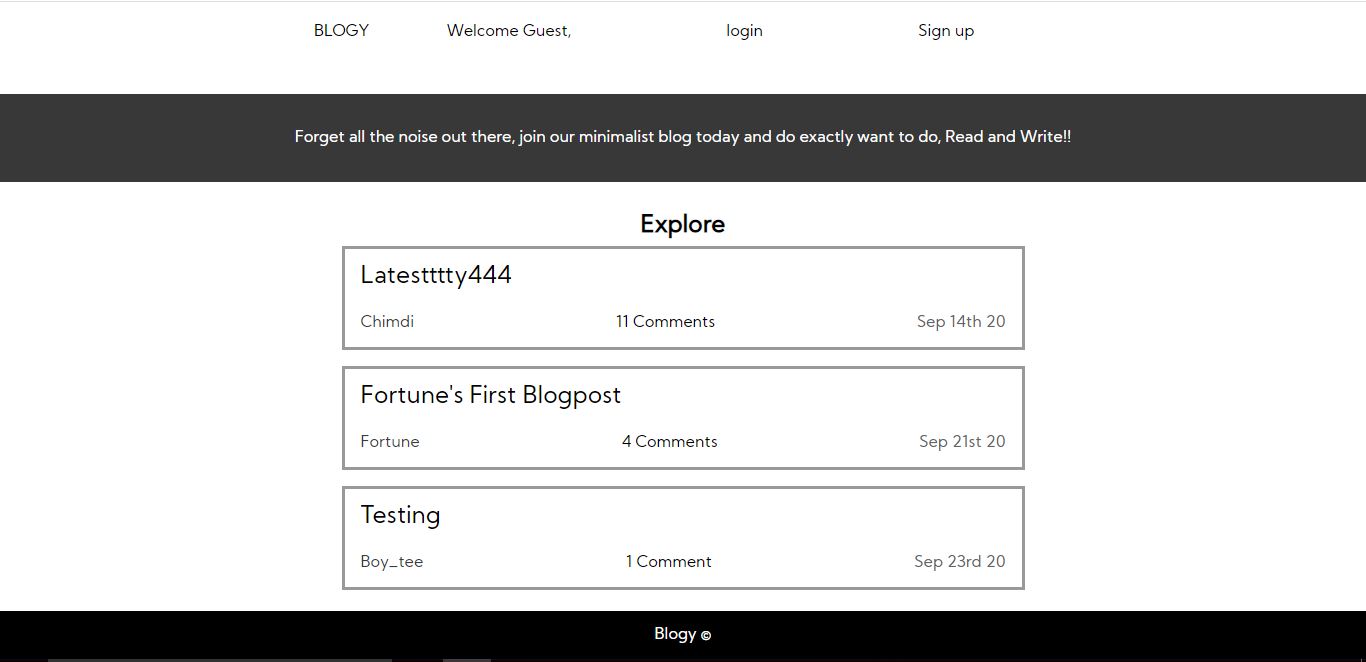 BLOGY Welcome Guest, login Sign up
Forget all the noise out there, join our minimalist blog today and do exactly want to do, Read and Write!!
Explore
Latestttty444
Chimdi 11 Comments Sep 14th 20
Fortune's First Blogpost
Fortune 4 Comments Sep 21st 20
Testing
Boy_tee 1 Comment Sep 23rd 20
Blogy ©